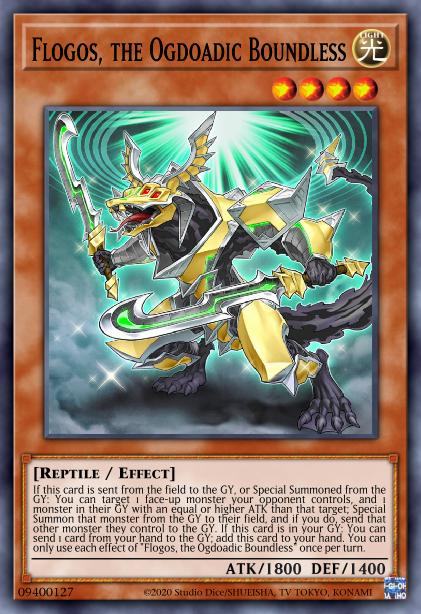 Flogos, the Ogdoadic Boundless
LIGHT
光
[Reptile / Effect]
If this card is sent from the field to the GY, or Special Summoned from the
GY: You can target 1 face-up monster your opponent controls, and 1
monster in their GY with an equal or higher ATK than that target; Special
Summon that monster from the GY to their field, and if you do, send that
other monster they control to the GY. If this card is in your GY: You can
send 1 card from your hand to the GY; add this card to your hand. You can
only use each effect of "Flogos, the Ogdoadic Boundless" once per turn.
ATK/1800 DEF/1400
09400127
©2020 Studio Dice/SHUEISHA, TV TOKYO, KONAMI